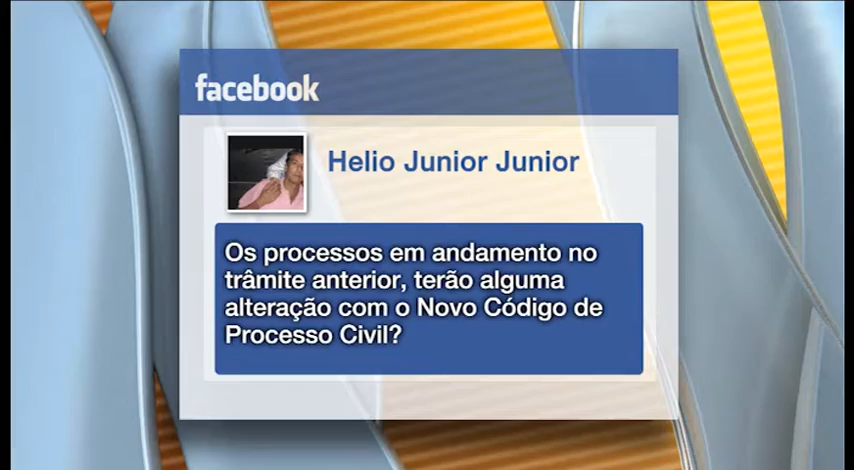 facebook
Helio Junior Junior
Os processos em andamento no
trâmite anterior, terão alguma
alteração com o Novo Código de
Processo Civil?